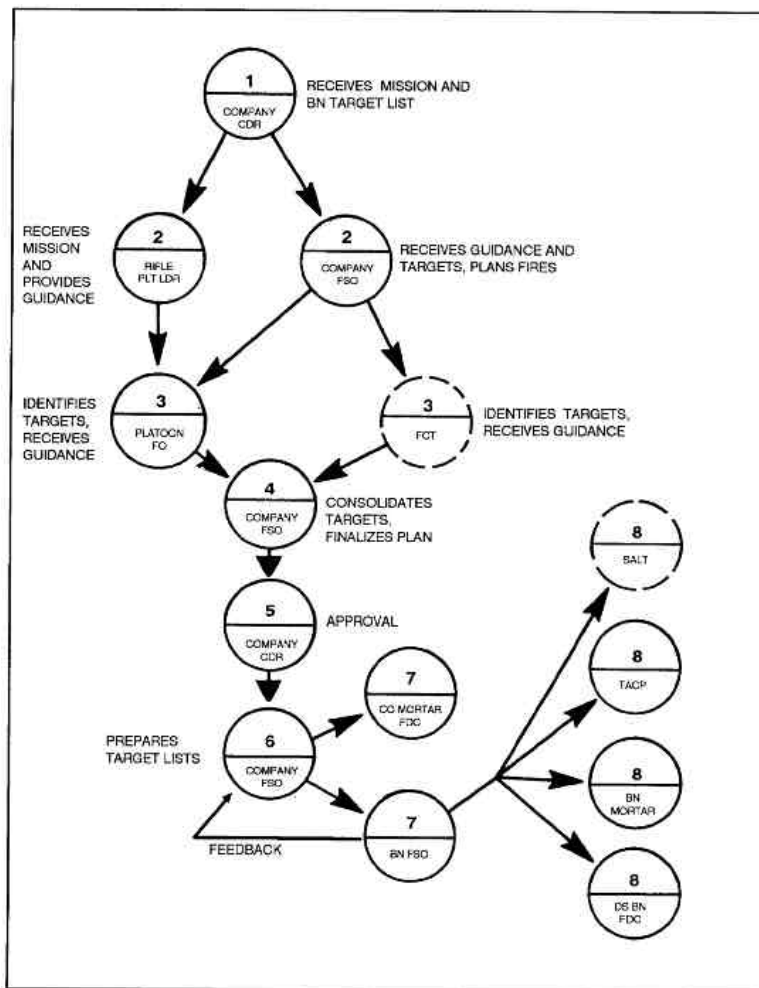 1
COMPANY
CDR
RECEIVES MISSION AND
BN TARGET LIST
RECEIVES
MISSION
AND
PROVIDES
GUIDANCE
2
RIFLE
PLT LDR
2
COMPANY
FSO
RECEIVES GUIDANCE AND
TARGETS, PLANS FIRES
IDENTIFIES
TARGETS,
RECEIVES
GUIDANCE
3
PLATOON
FO
3
FCT
IDENTIFIES TARGETS,
RECEIVES GUIDANCE
4
COMPANY
FSO
CONSOLIDATES
TARGETS,
FINALIZES PLAN
8
SALT
5
COMPANY
CDR
APPROVAL
8
TACP
7
CO MORTAR
FDC
PREPARES
TARGET LISTS
6
COMPANY
FSO
8
BN
MORTAR
7
BN FSO
FEEDBACK
8
DS BN
FDC